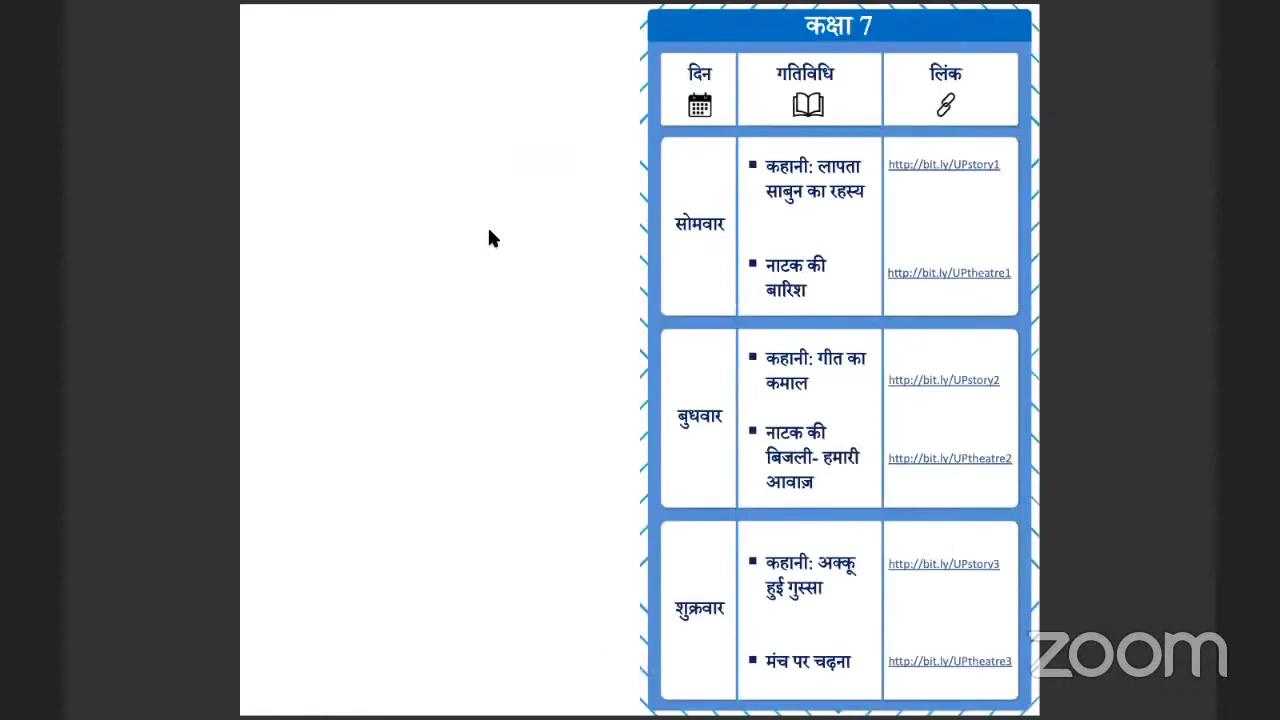 कक्षा 7
दिन
गतिविधि
लिंक
सोमवार
कहानी: लापता
साबुन का रहस्य
http://bit.ly/UPstory1
नाटक की
बारिश
http://bit.ly/UPtheatre1
बुधवार
कहानी: गीत का
कमाल
http://bit.ly/UPstory2
नाटक की
बिजली- हमारी
आवाज़
http://bit.ly/UPtheatre2
शुक्रवार
कहानी: अक्कू
हुई गुस्सा
http://bit.ly/UPstory3
मंच पर चढ़ना
http://bit.ly/UPtheatre3
zoom